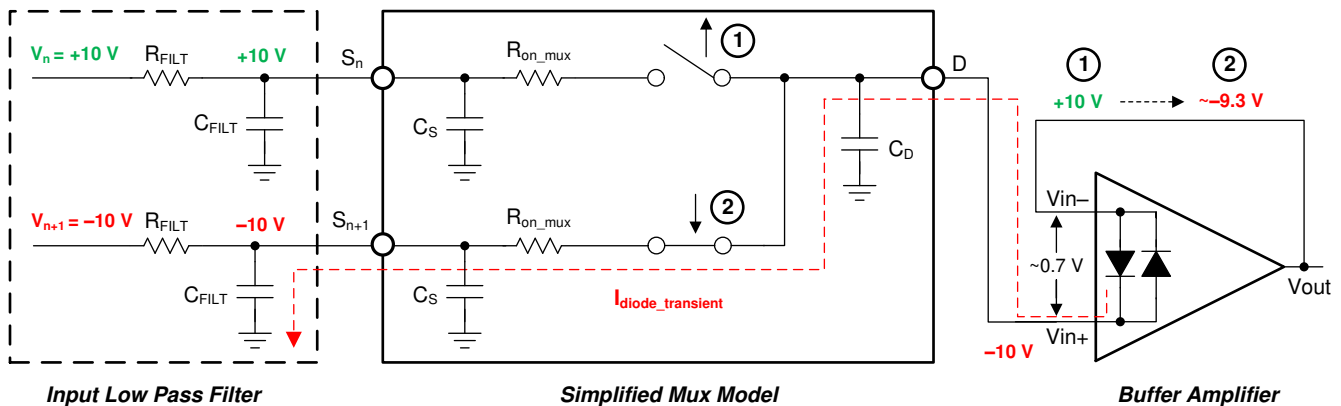 Vn = +10 V
RFILT
+10 V
Sn
Ron_mux
1
D
1
2
+10 V
~–9.3 V
CFILT
CS
CD
Vn+1 = –10 V
RFILT
–10 V
Sn+1
Ron_mux
2
Vin–
~0.7 V
Vout
CFILT
CS
Idiode_transient
Vin+
–10 V
Input Low Pass Filter
Simplified Mux Model
Buffer Amplifier